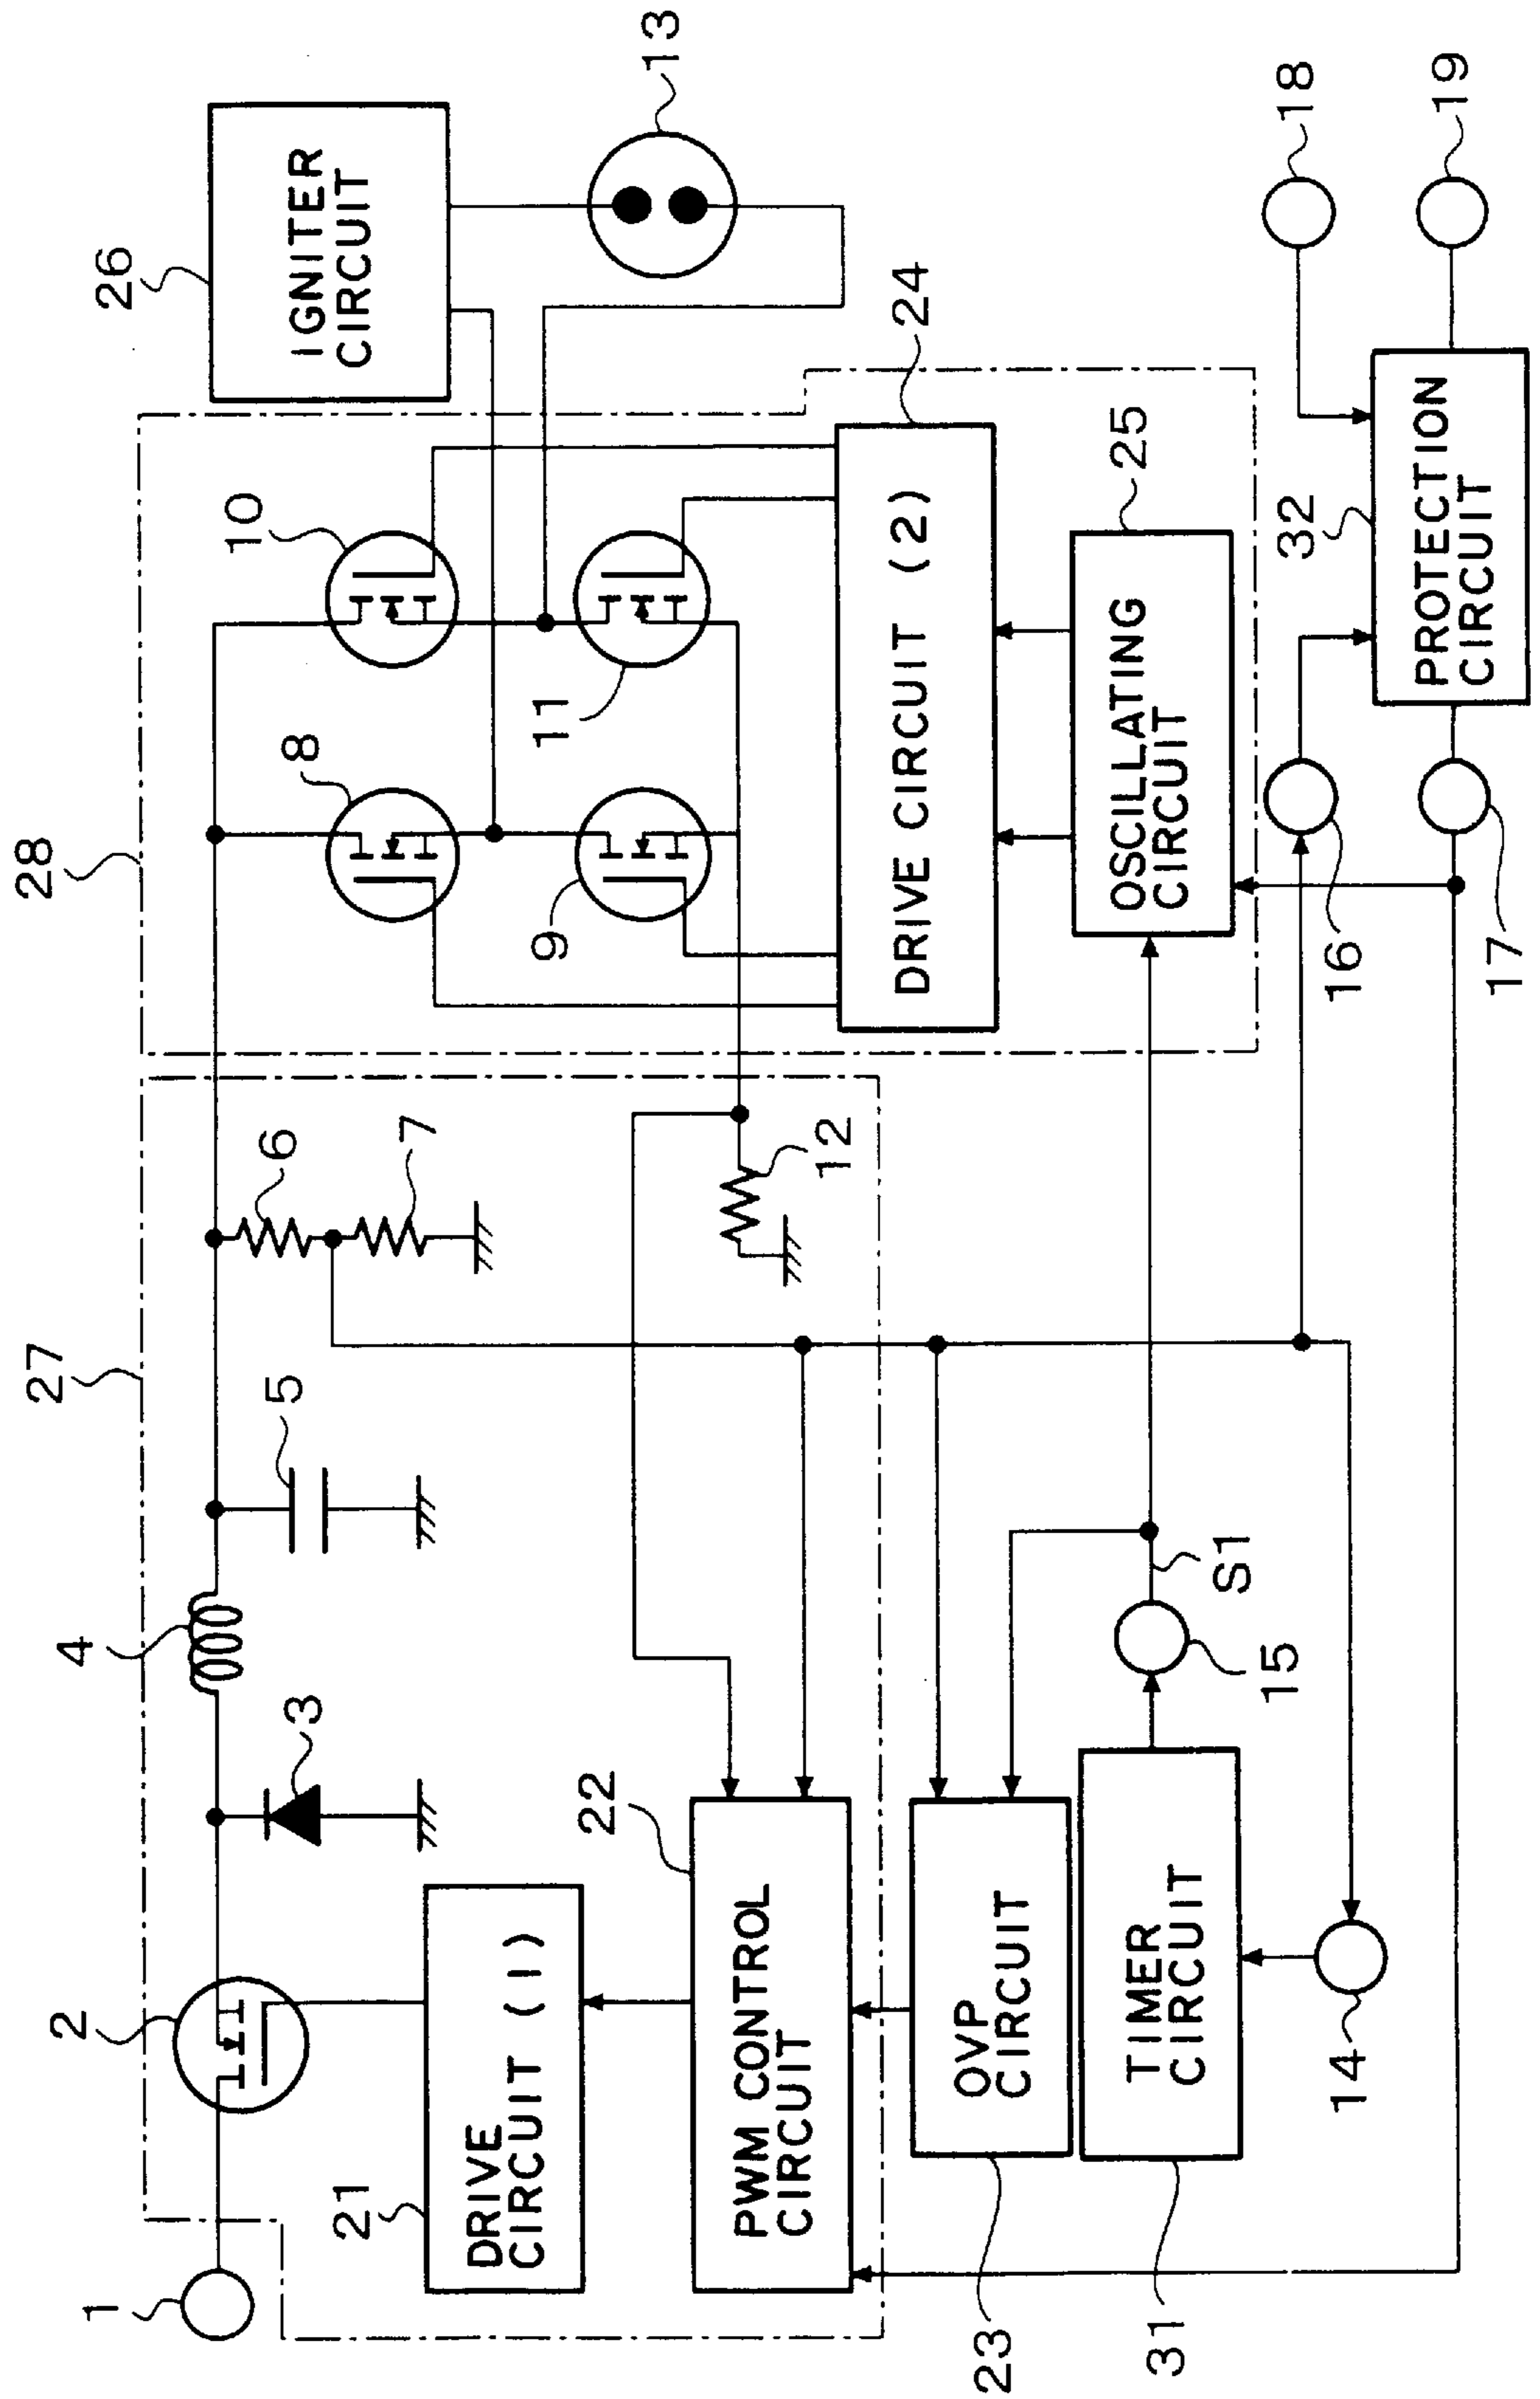 28
27
26
IGNITER
CIRCUIT
13
10
8
11
9
6
7
5
4
3
2
1
12
21
DRIVE
CIRCUIT (1)
22
PWM CONTROL
CIRCUIT
24
DRIVE CIRCUIT (2)
25
OSCILLATING
CIRCUIT
23
OVP
CIRCUIT
31
TIMER
CIRCUIT
15
S1
14
16
17
32
PROTECTION
CIRCUIT
18
19